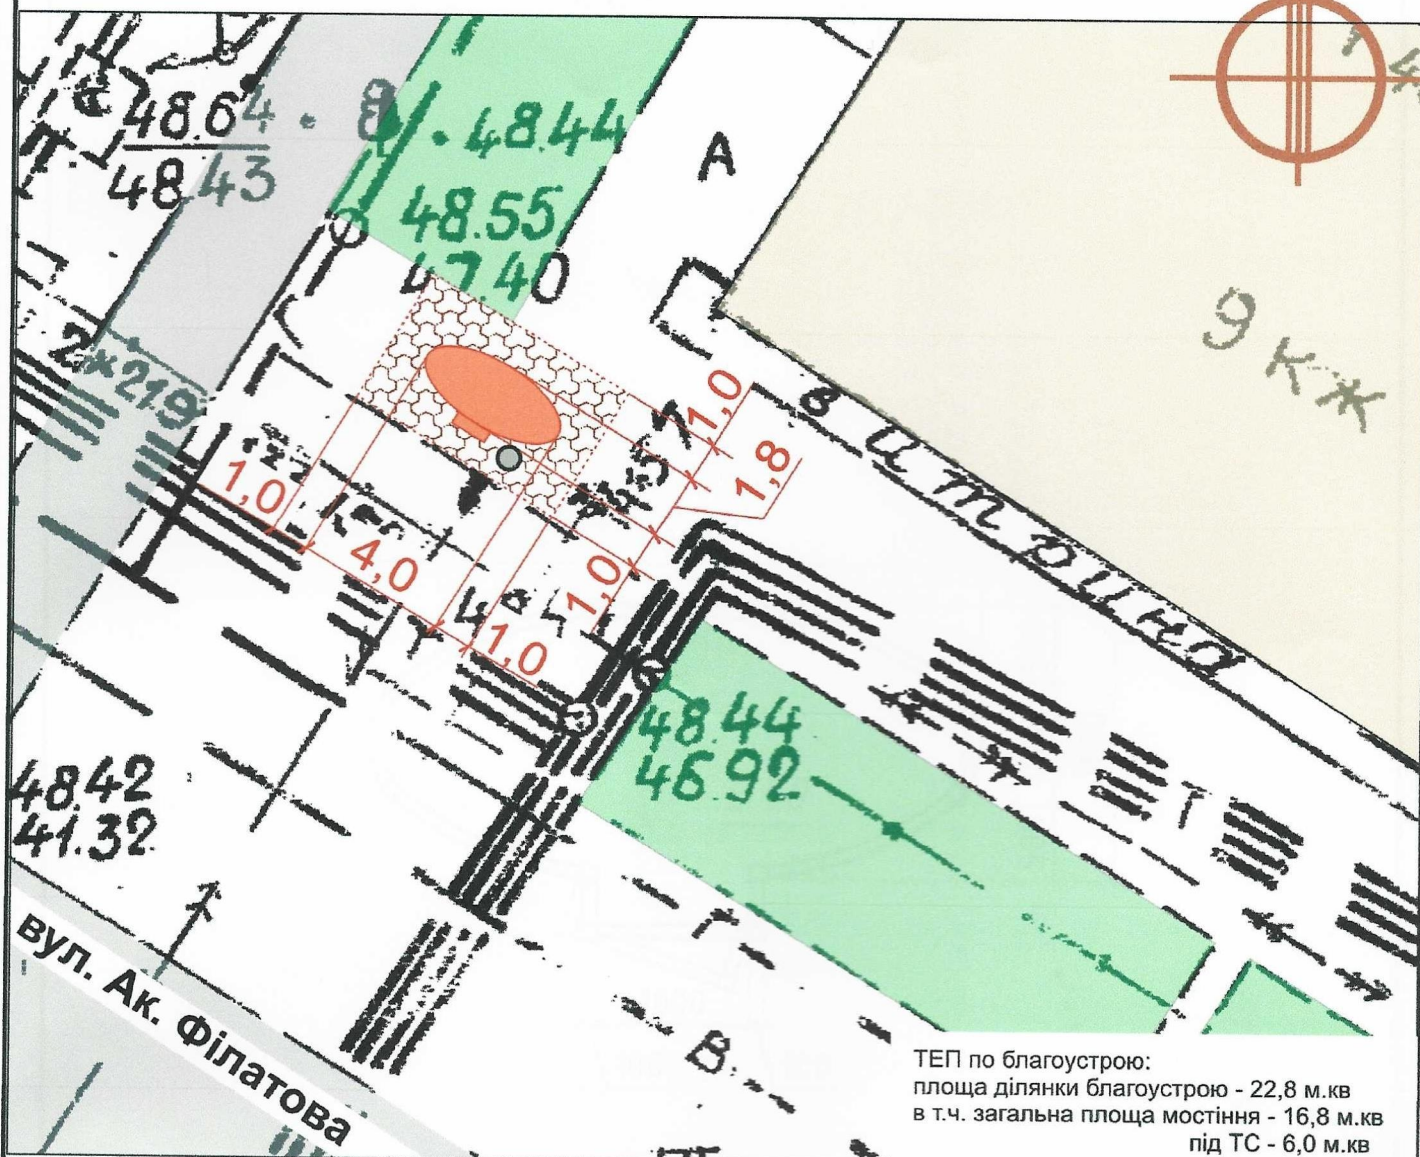 48.64
48.43
8
48.44
48.55
47.40
А
9 кж
2*219
1,0
1,8
1,0
4,0
1,0
1,0
витрина
48.44
46.92
48.42
41.32
Г
В
вул. Ак. Філатова
ТЕП по благоустрою:
площа ділянки благоустрою - 22,8 м.кв
в т.ч. загальна площа мостіння - 16,8 м.кв
під ТС - 6,0 м.кв